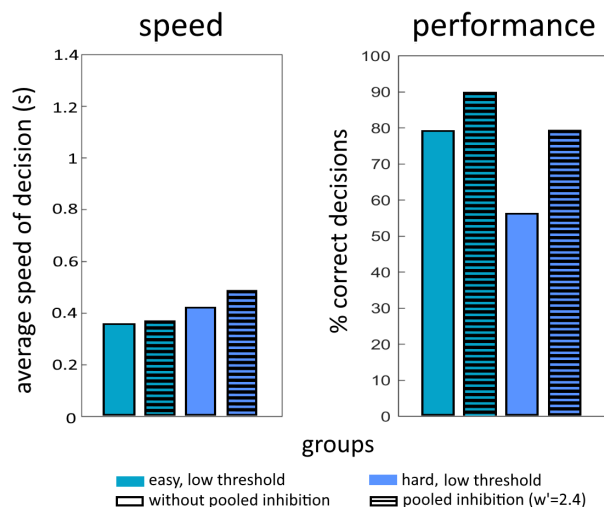 speed
average speed of decision (s)
1.4
1.2
1
0.8
0.6
0.4
0.2
0
performance
% correct decisions
100
90
80
70
60
50
40
30
20
10
0
groups
easy, low threshold
hard, low threshold
without pooled inhibition
pooled inhibition (w'=2.4)